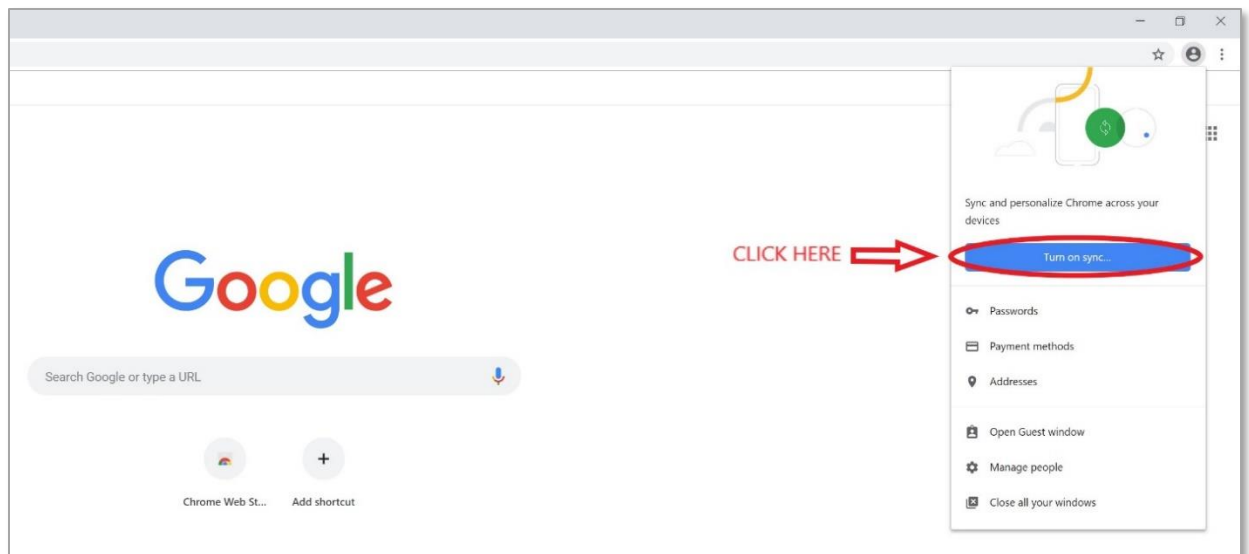 Sync and personalize Chrome across your
devices
CLICK HERE
Turn on sync...
Google
Passwords
Payment methods
Search Google or type a URL
Addresses
Open Guest window
Manage people
Chrome Web St...
Add shortcut
Close all your windows